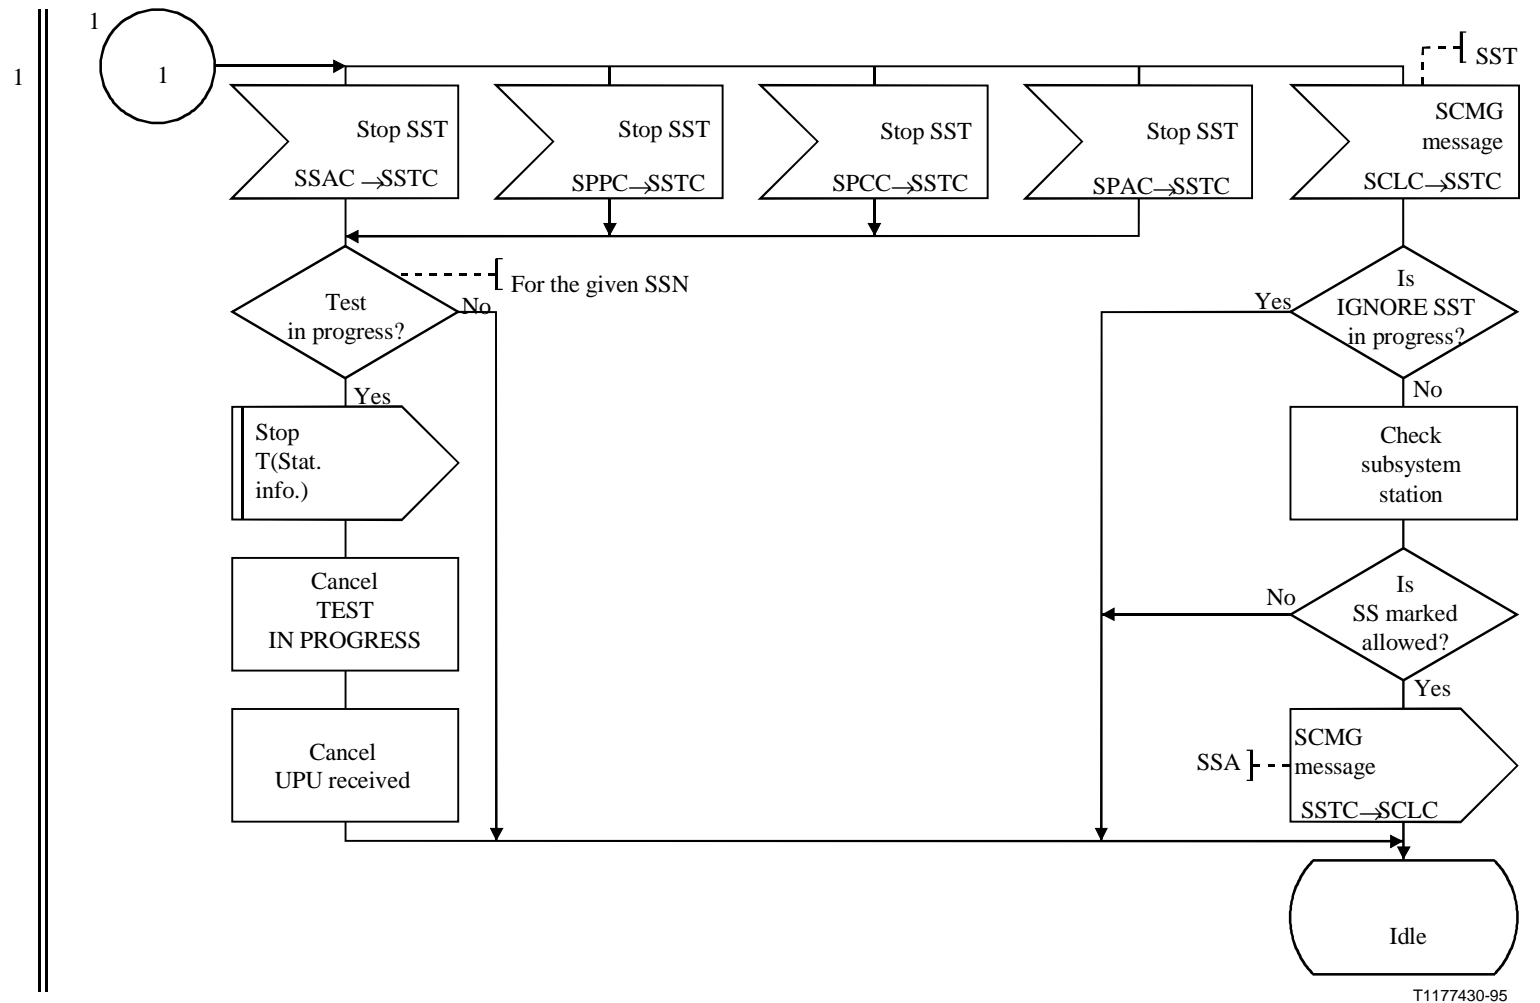 1
1
1
SST
Stop SST
SSAC →SSTC
Stop SST
SPPC→SSTC
Stop SST
SPCC→SSTC
Stop SST
SPAC→SSTC
SCMG
message
SCLC→SSTC
For the given SSN
Test
in progress?
No
Yes
Is
IGNORE SST
in progress?
Yes
No
Stop
T(Stat.
info.)
Check
subsystem
station
Cancel
TEST
IN PROGRESS
Is
SS marked
allowed?
No
Yes
Cancel
UPU received
SSA
SCMG
message
SSTC→SCLC
Idle
T1177430-95